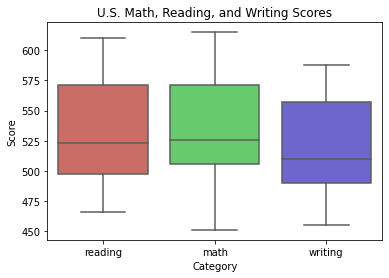 U.S. Math, Reading, and Writing Scores
600
575
550
525
500
475
450
Score
reading math writing
Category